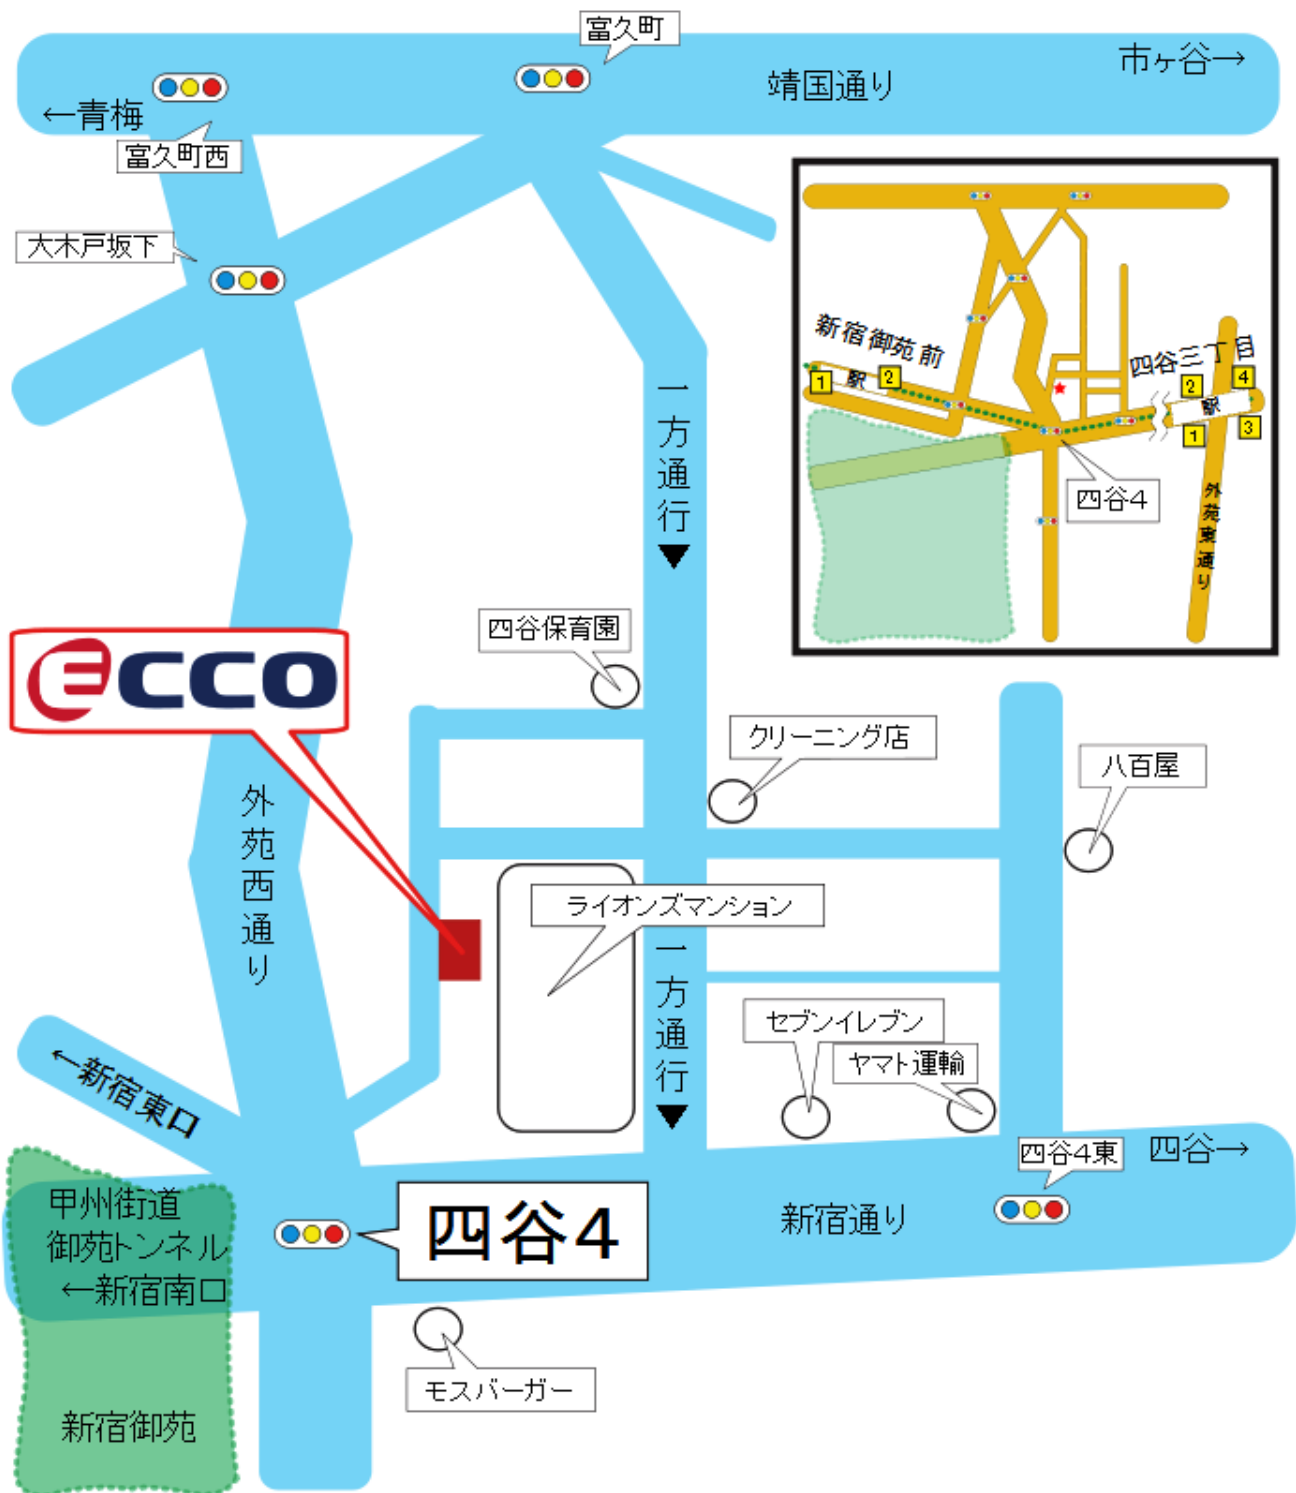 富久町
市ヶ谷→
靖国通り
←青梅
富久町西
大木戸坂下
新宿御苑前
駅
1
2
四谷三丁目
駅
2
4
1
3
四谷4
外苑東通り
一方通行▼
四谷保育園
ecco
クリーニング店
八百屋
外苑西通り
ライオンズマンション
一方通行▼
セブンイレブン
ヤマト運輸
←新宿東口
四谷4東
四谷→
甲州街道
御苑トンネル
←新宿南口
四谷4
新宿通り
モスバーガー
新宿御苑